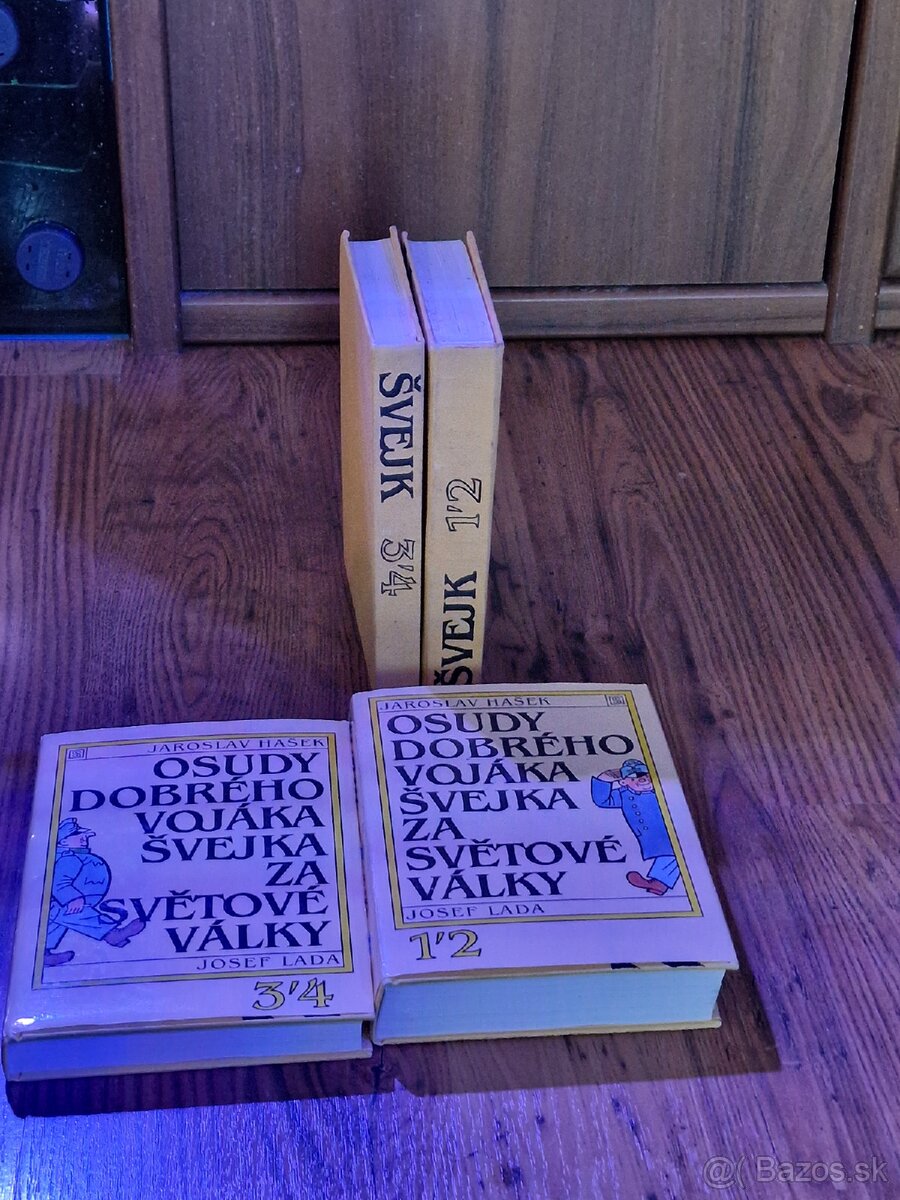 ŠVEJK 3'4
ŠVEJK 1'2
JAROSLAV HAŠEK
OSUDY
DOBRÉHO
VOJÁKA
ŠVEJKA
ZA
SVĚTOVÉ
VÁLKY
JOSEF LADA
3'4
JAROSLAV HAŠEK
OSUDY
DOBRÉHO
VOJÁKA
ŠVEJKA
ZA
SVĚTOVÉ
VÁLKY
JOSEF LADA
1'2
@( Bazos.sk